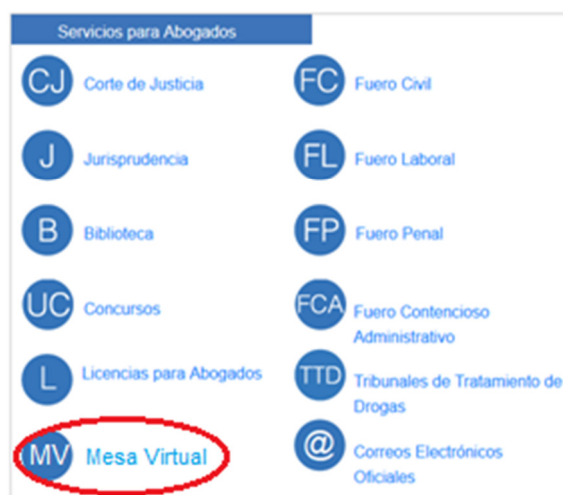 Servicios para Abogados
CJ Corte de Justicia
FC Fuero Civil
J Jurisprudencia
FL Fuero Laboral
B Biblioteca
FP Fuero Penal
UC Concursos
FCA Fuero Contencioso
Administrativo
L Licencias para Abogados
TTD Tribunales de Tratamiento de
Drogas
MV Mesa Virtual
@ Correos Electrónicos
Oficiales